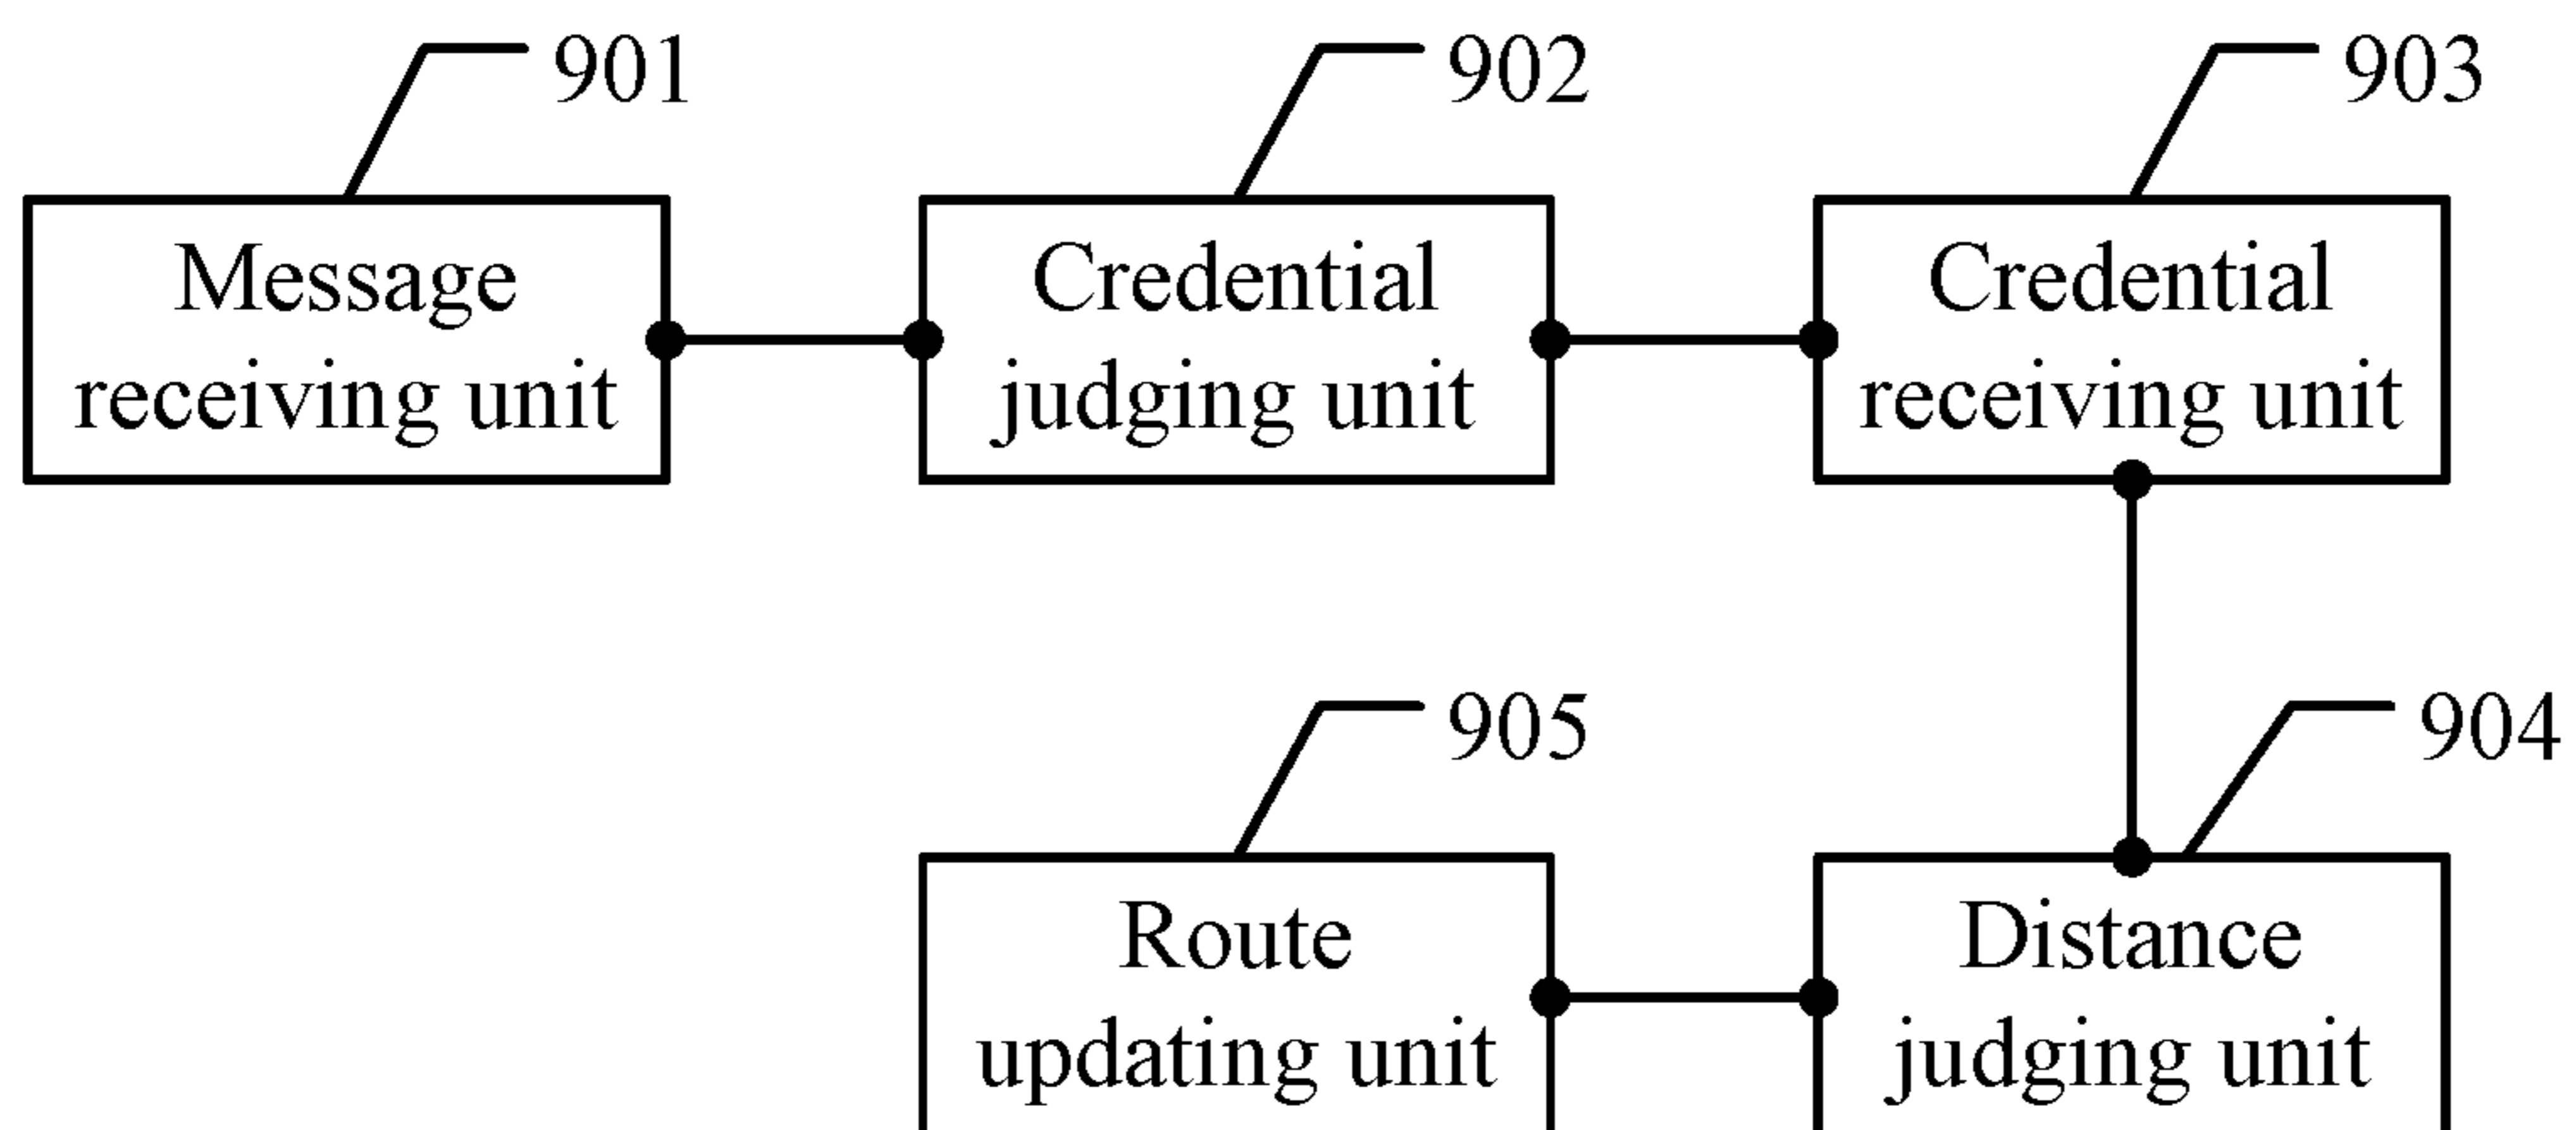 901
902
903
Message
receiving unit
Credential
judging unit
Credential
receiving unit
905
904
Route
updating unit
Distance
judging unit